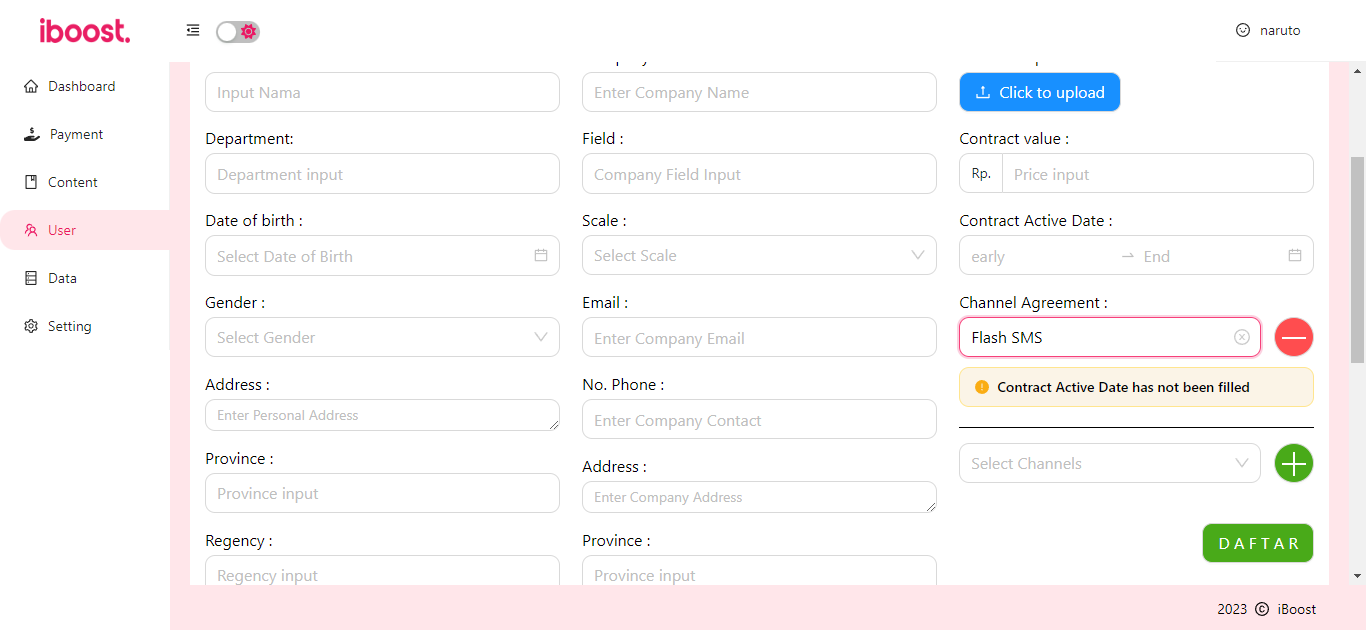 iboost.
naruto
Dashboard
Payment
Content
User
Data
Setting
Input Nama
Department:
Department input
Date of birth :
Select Date of Birth
Gender :
Select Gender
Address :
Enter Personal Address
Province :
Province input
Regency :
Regency input
Enter Company Name
Field :
Company Field Input
Scale :
Select Scale
Email :
Enter Company Email
No. Phone :
Enter Company Contact
Address :
Enter Company Address
Province :
Province input
Click to upload
Contract value :
Rp. Price input
Contract Active Date :
early → End
Channel Agreement :
Flash SMS
Contract Active Date has not been filled
Select Channels
DAFTAR
2023 © iBoost